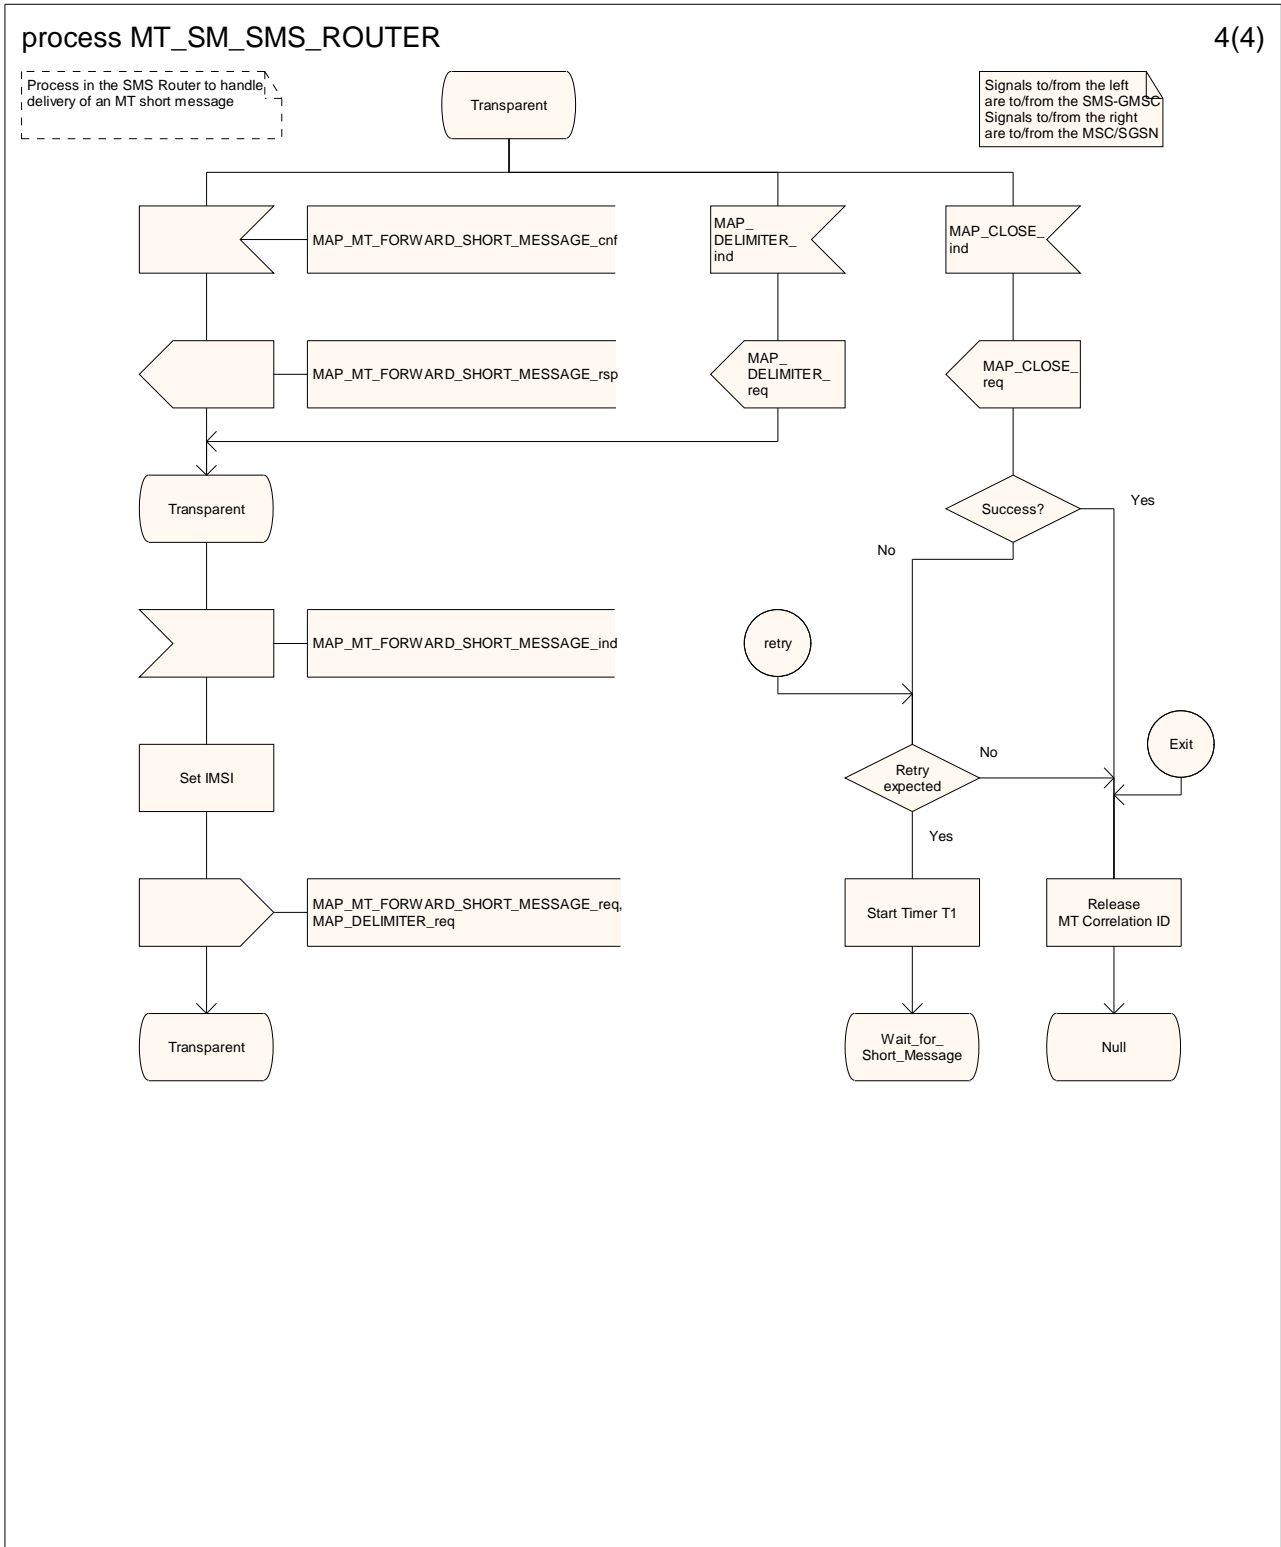 process MT_SM_SMS_ROUTER
4(4)
Process in the SMS Router to handle
delivery of an MT short message
Transparent
Signals to/from the left
are to/from the SMS-GMSC
Signals to/from the right
are to/from the MSC/SGSN
MAP_MT_FORWARD_SHORT_MESSAGE_cnf
MAP_
DELIMITER_
ind
MAP_CLOSE_
ind
MAP_MT_FORWARD_SHORT_MESSAGE_rsp
MAP_
DELIMITER_
req
MAP_CLOSE_
req
Transparent
Success?
Yes
No
MAP_MT_FORWARD_SHORT_MESSAGE_ind
retry
Set IMSI
Retry
expected
No
Exit
Yes
MAP_MT_FORWARD_SHORT_MESSAGE_req,
MAP_DELIMITER_req
Start Timer T1
Release
MT Correlation ID
Transparent
Wait_for_
Short_Message
Null